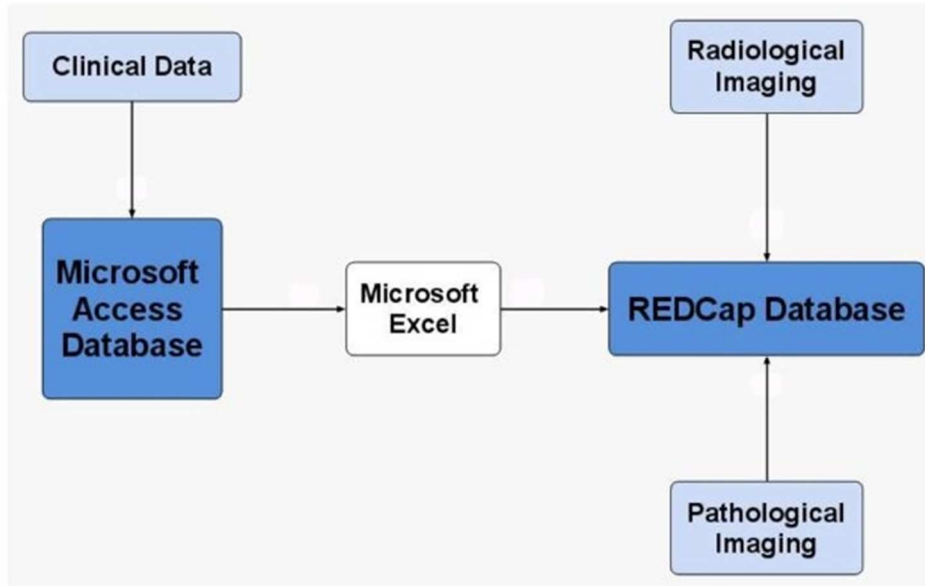 Clinical Data
Radiological
Imaging
Microsoft
Access
Database
Microsoft
Excel
REDCap Database
Pathological
Imaging